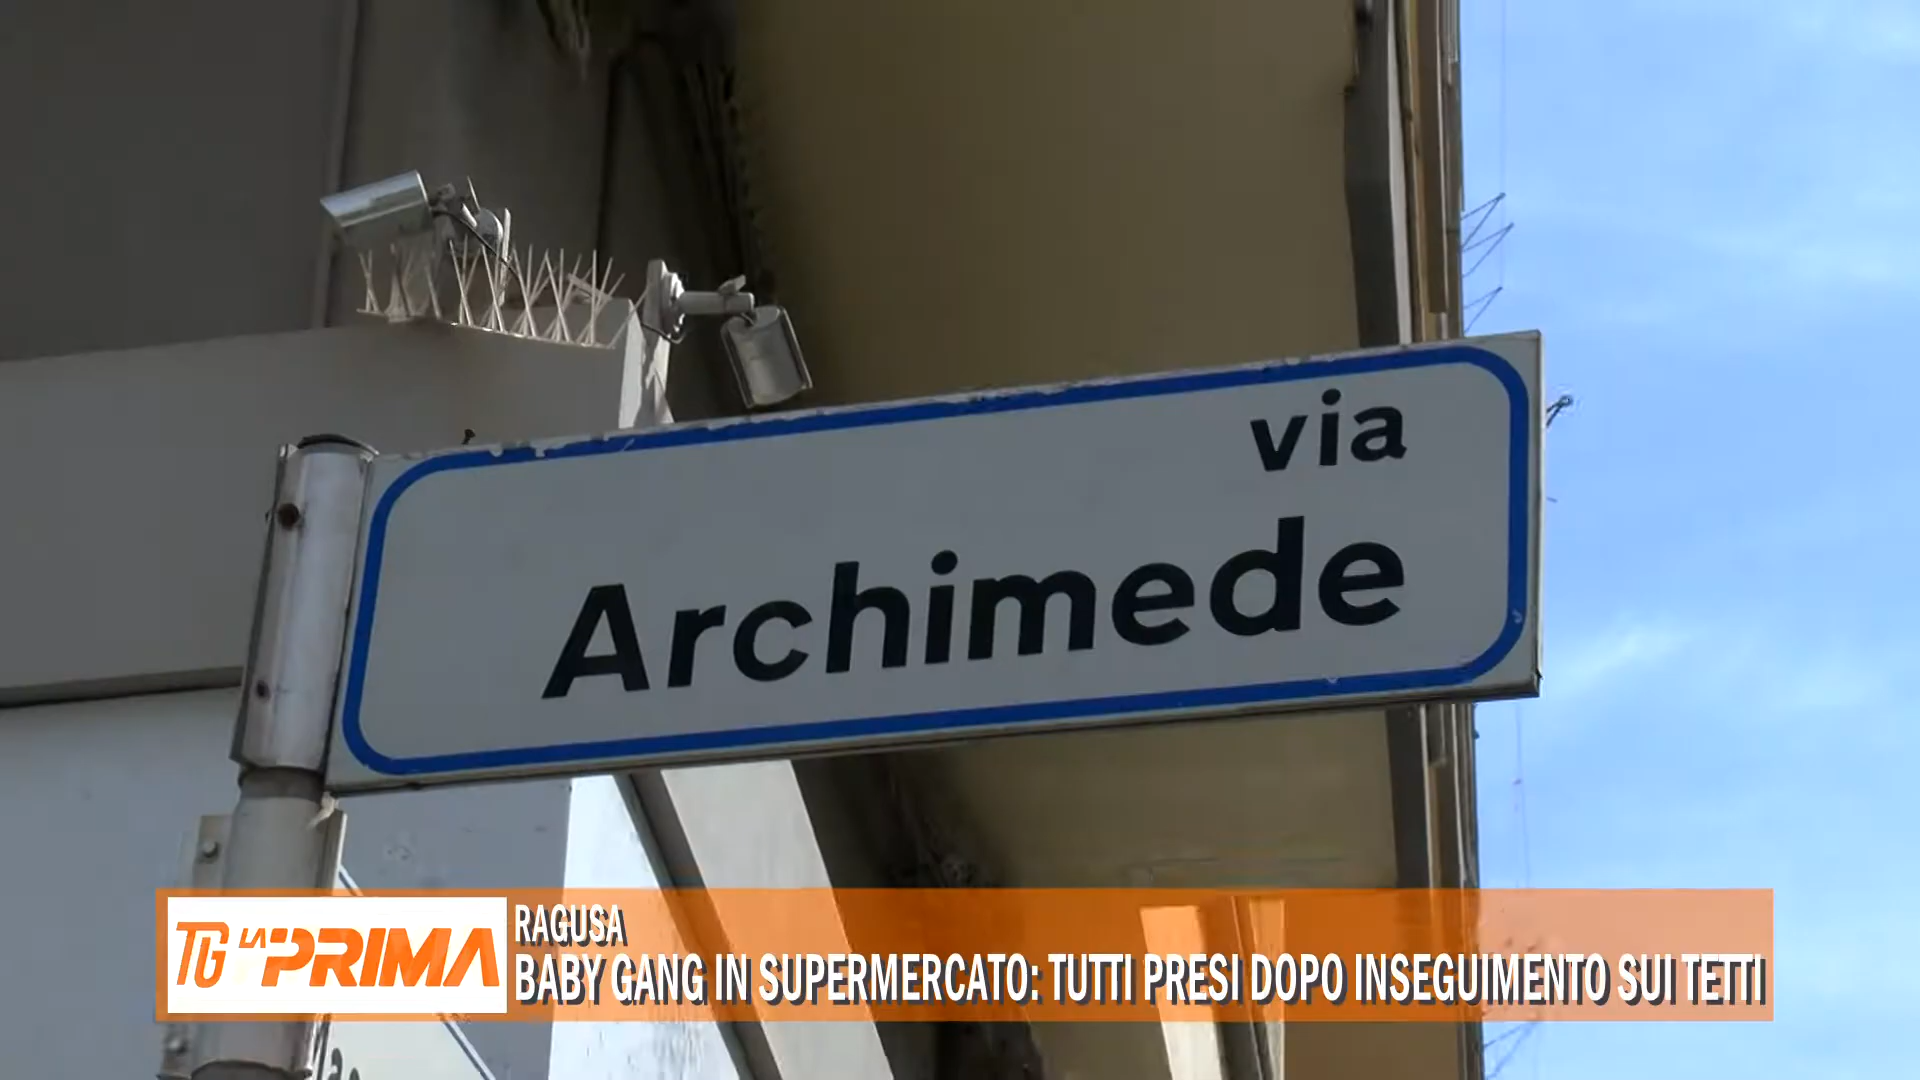 via
Archimede
TG LA PRIMA
RAGUSA
BABY GANG IN SUPERMERCATO: TUTTI PRESI DOPO INSEGUIMENTO SUI TETTI